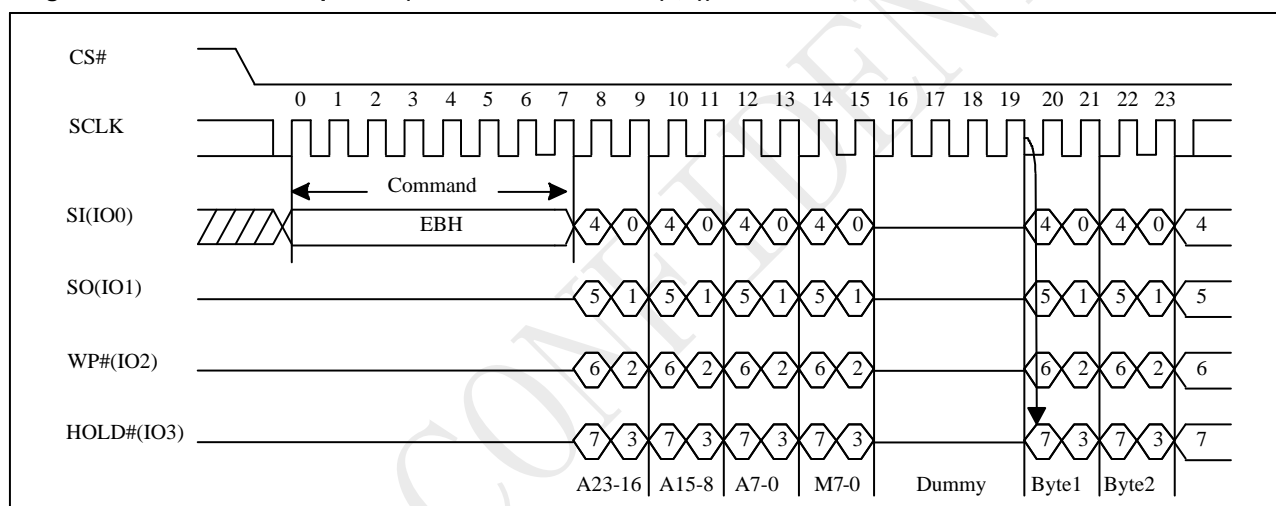 CS#
0 1 2 3 4 5 6 7 8 9 10 11 12 13 14 15 16 17 18 19 20 21 22 23
SCLK
Command
SI(IO0)
EBH
4 0 4 0 4 0 4 0 4 0 4 0 4
SO(IO1)
5 1 5 1 5 1 5 1 5 1 5 1 5
WP#(IO2)
6 2 6 2 6 2 6 2 6 2 6 2 6
HOLD#(IO3)
7 3 7 3 7 3 7 3 7 3 7 3 7
A23-16 A15-8 A7-0 M7-0 Dummy Byte1 Byte2